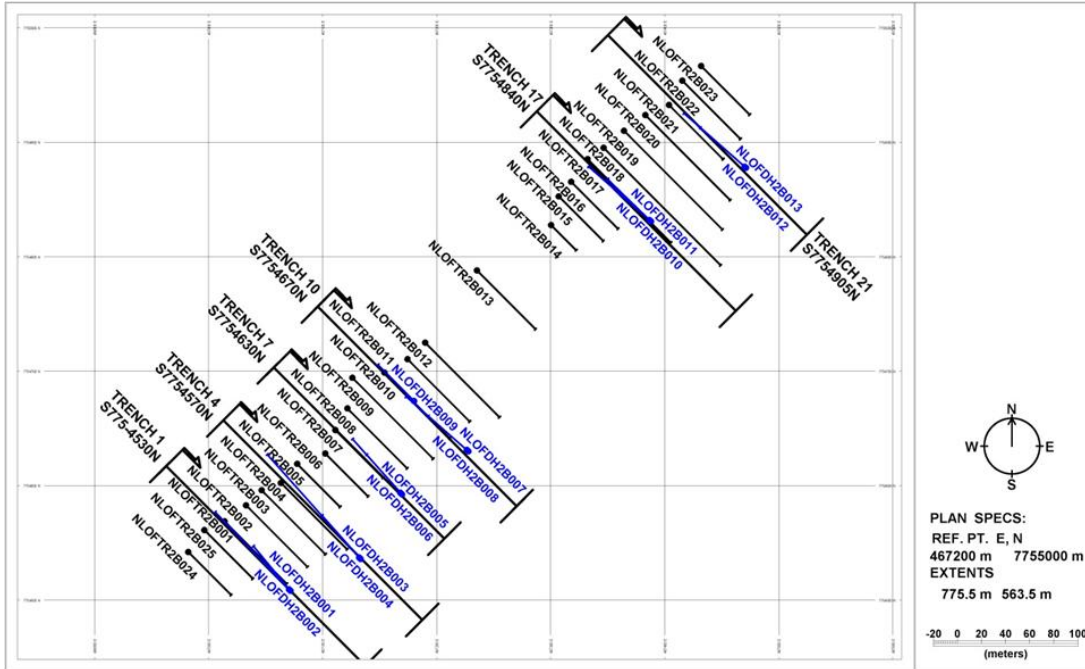 NLOFTR2B023
NLOFTR2B022
NLOFTR2B021
NLOFTR2B020
NLOFTR2B019
NLOFTR2B018
NLOFTR2B017
NLOFTR2B016
NLOFTR2B015
NLOFTR2B014
NLOFTR2B013
NLOFDH2B013
NLOFDH2B012
NLOFDH2B011
NLOFDH2B010
TRENCH 17
S7754840N
TRENCH 21
S7754905N
TRENCH 10
S7754670N
NLOFTR2B012
NLOFTR2B011
NLOFTR2B010
NLOFTR2B009
NLOFTR2B008
NLOFTR2B007
NLOFDH2B009
NLOFDH2B007
NLOFDH2B008
TRENCH 7
S7754630N
NLOFDH2B005
NLOFDH2B006
TRENCH 4
S7754570N
NLOFTR2B006
NLOFTR2B005
NLOFTR2B004
NLOFTR2B003
NLOFTR2B002
NLOFTR2B001
NLOFTR2B025
NLOFTR2B024
NLOFDH2B003
NLOFDH2B004
TRENCH 1
S775-4530N
NLOFDH2B001
NLOFDH2B002
N
W E
S
PLAN SPECS:
REF. PT. E, N
467200 m 7755000 m
EXTENTS
775.5 m 563.5 m
-20 0 20 40 60 80 100
(meters)